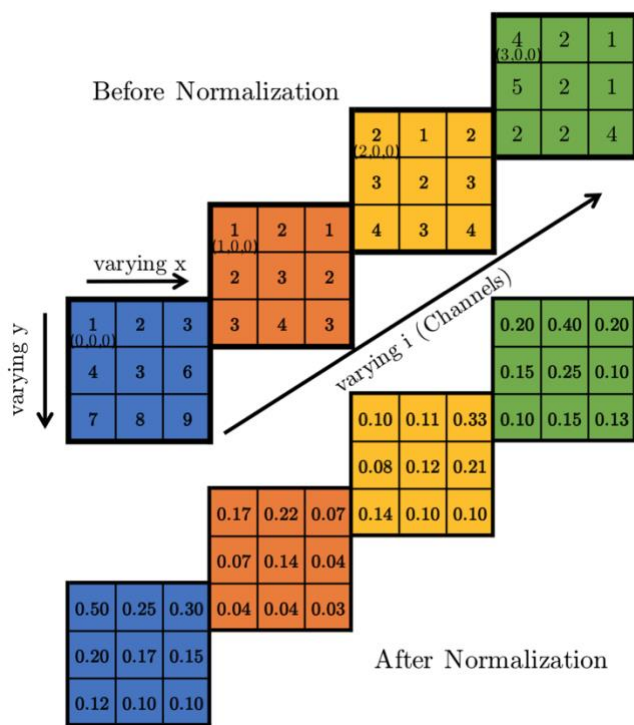 Before Normalization
4 2 1
(3,0,0)
5 2 1
2 2 4
2 1 2
(2,0,0)
3 2 3
4 3 4
1 2 1
(1,0,0)
2 3 2
3 4 3
varying x
varying y
1 2 3
(0,0,0)
4 3 6
7 8 9
varying i (Channels)
0.20 0.40 0.20
0.15 0.25 0.10
0.10 0.15 0.13
0.10 0.11 0.33
0.08 0.12 0.21
0.14 0.10 0.10
0.17 0.22 0.07
0.07 0.14 0.04
0.04 0.04 0.03
0.50 0.25 0.30
0.20 0.17 0.15
0.12 0.10 0.10
After Normalization